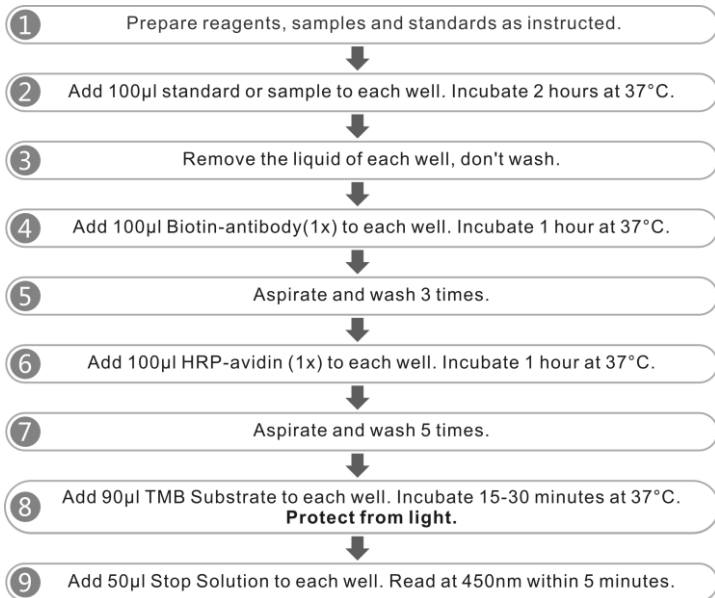 1 Prepare reagents, samples and standards as instructed.
2 Add 100μl standard or sample to each well. Incubate 2 hours at 37°C.
3 Remove the liquid of each well, don't wash.
4 Add 100μl Biotin-antibody(1x) to each well. Incubate 1 hour at 37°C.
5 Aspirate and wash 3 times.
6 Add 100μl HRP-avidin (1x) to each well. Incubate 1 hour at 37°C.
7 Aspirate and wash 5 times.
8 Add 90μl TMB Substrate to each well. Incubate 15-30 minutes at 37°C.
Protect from light.
9 Add 50μl Stop Solution to each well. Read at 450nm within 5 minutes.